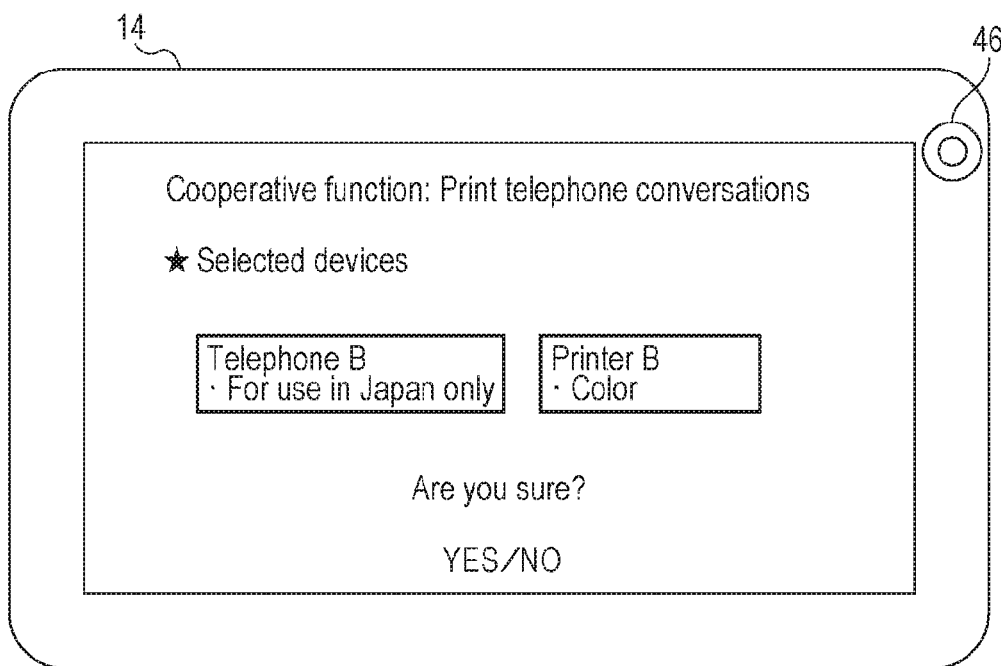 14
46
Cooperative function: Print telephone conversations
★ Selected devices
Telephone B
· For use in Japan only
Printer B
· Color
Are you sure?
YES/NO